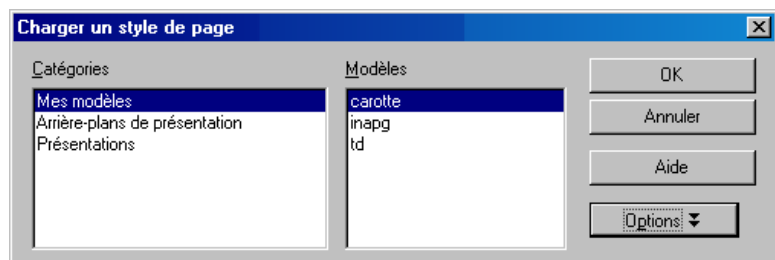 Charger un style de page
Catégories
Modèles
Mes modèles
Arrière-plans de présentation
Présentations
carotte
inapg
td
OK
Annuler
Aide
Options